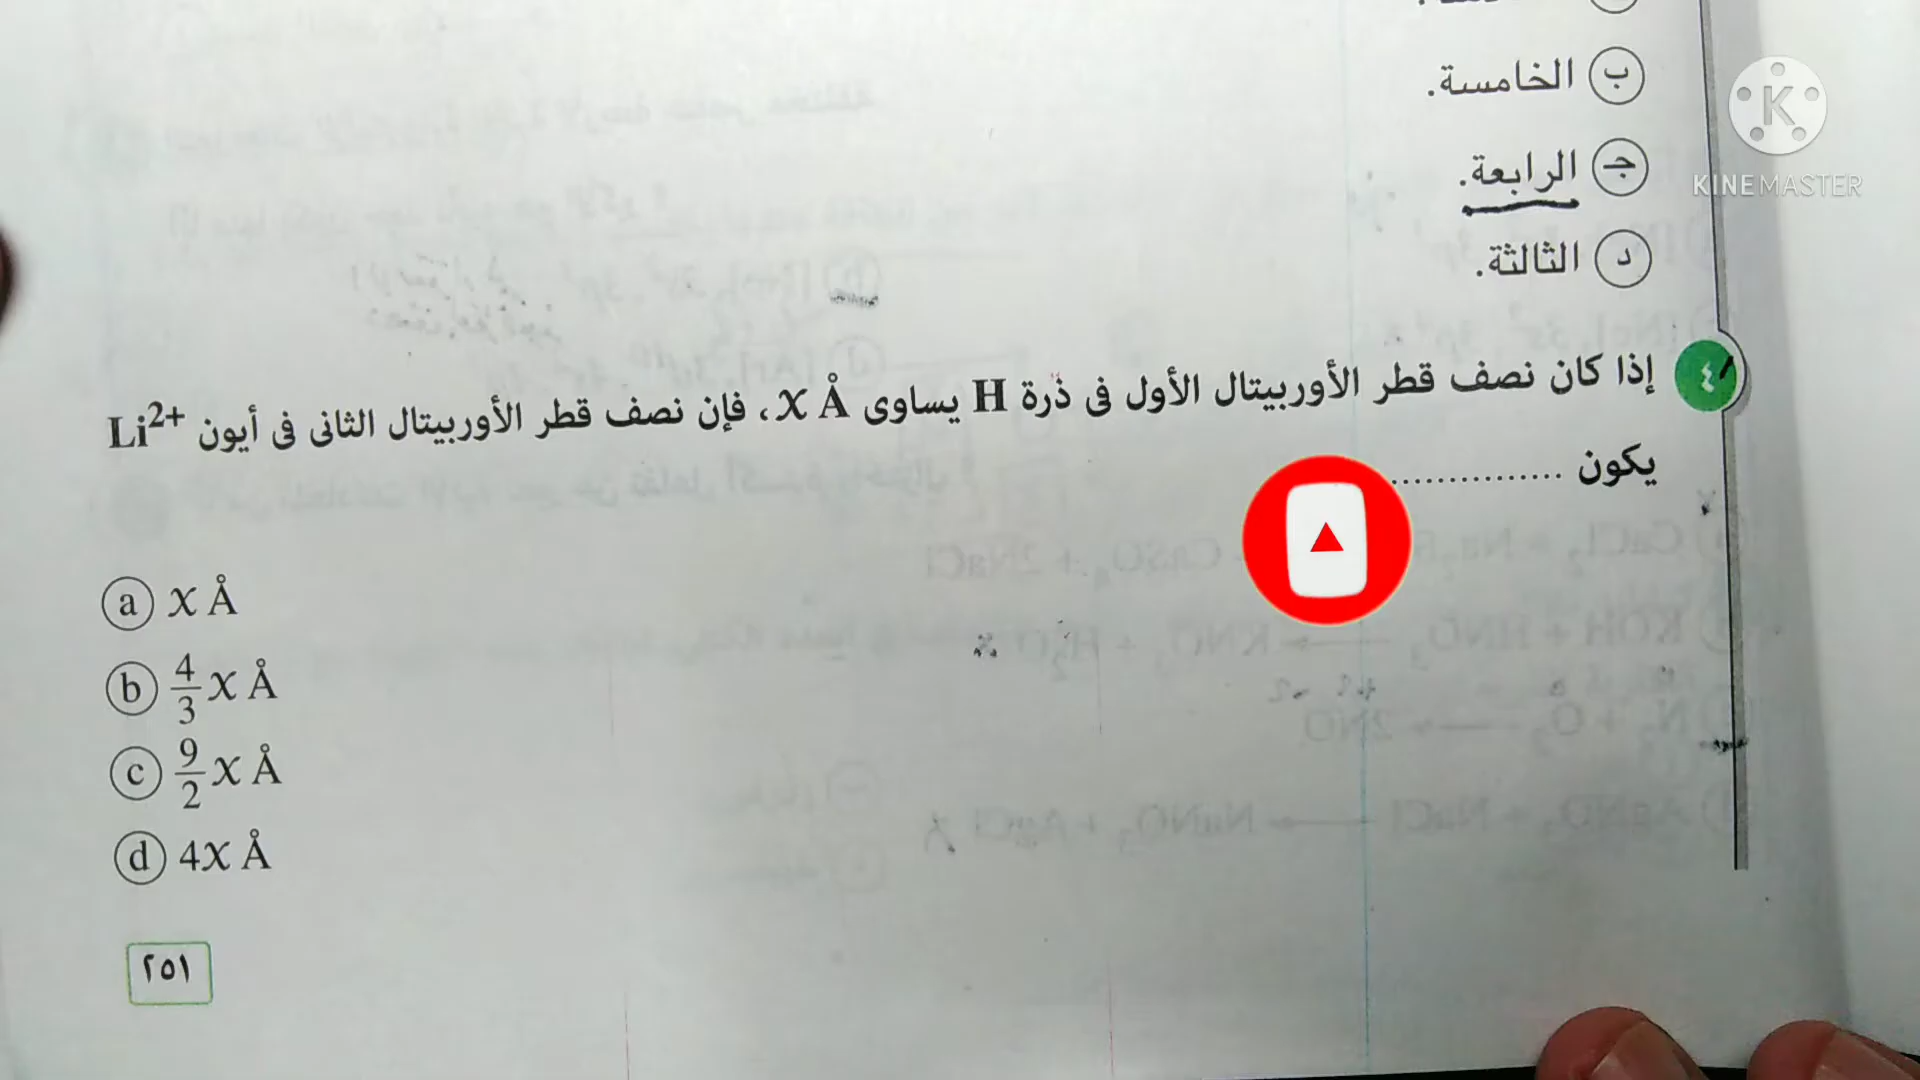 ب الخامسة.
ج الرابعة.
د الثالثة.
KINEMASTER
٤ إذا كان نصف قطر الأوربيتال الأول فى ذرة H يساوى X Å ، فإن نصف قطر الأوربيتال الثانى فى أيون Li²⁺
يكون ...............
a X Å
b 4/3 X Å
c 9/2 X Å
d 4X Å
٢٥١